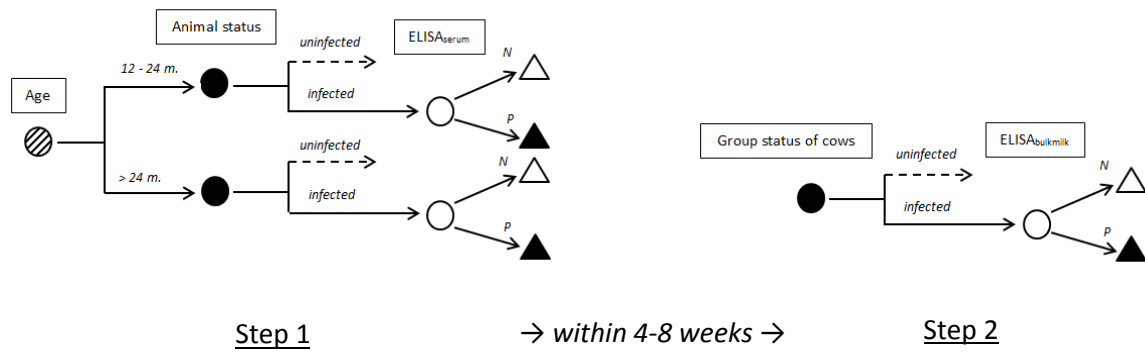 Animal status
ELISAserum
uninfected
N
12 - 24 m.
infected
Age
P
uninfected
N
> 24 m.
infected
P
Group status of cows
ELISAbulkmilk
uninfected
N
infected
P
Step 1
→ within 4-8 weeks →
Step 2